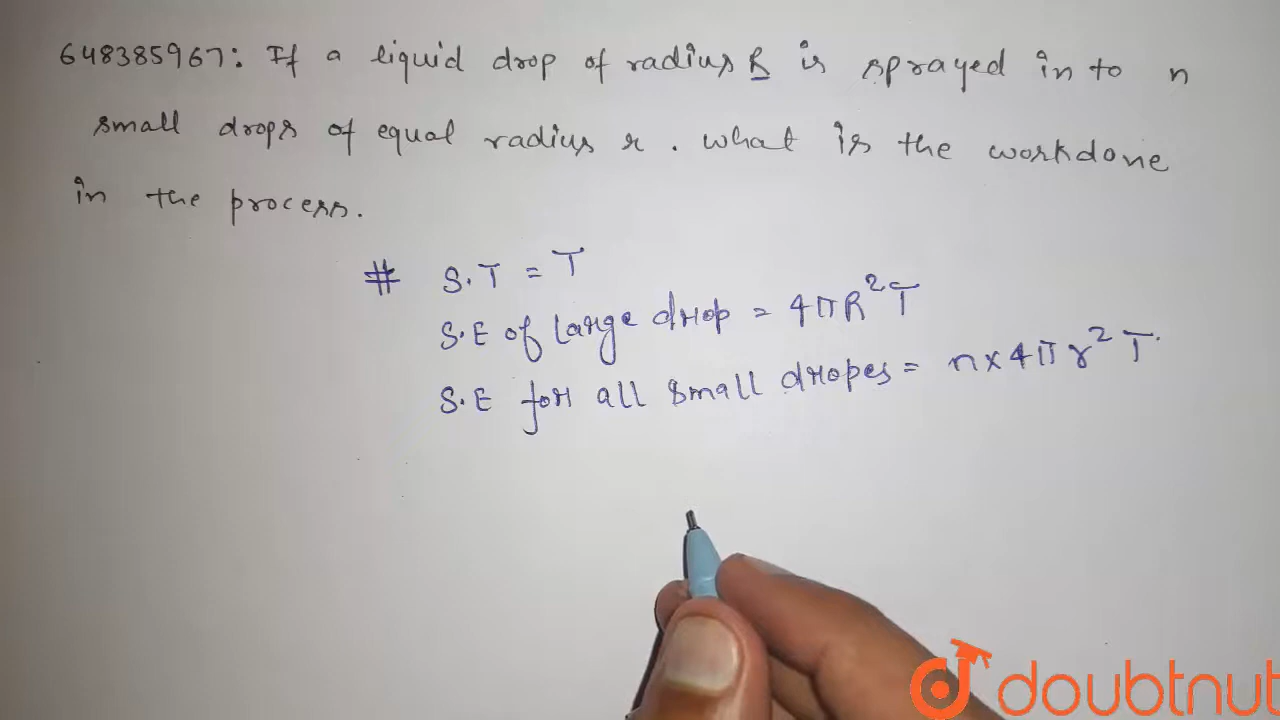 648385967: If a liquid drop of radius R is sprayed in to n
small drops of equal radius r. what is the workdone
in the process.
# S.T = T
S.E of large drop = 4πR²T
S.E for all small dropes = n×4πr²T
doubtnut